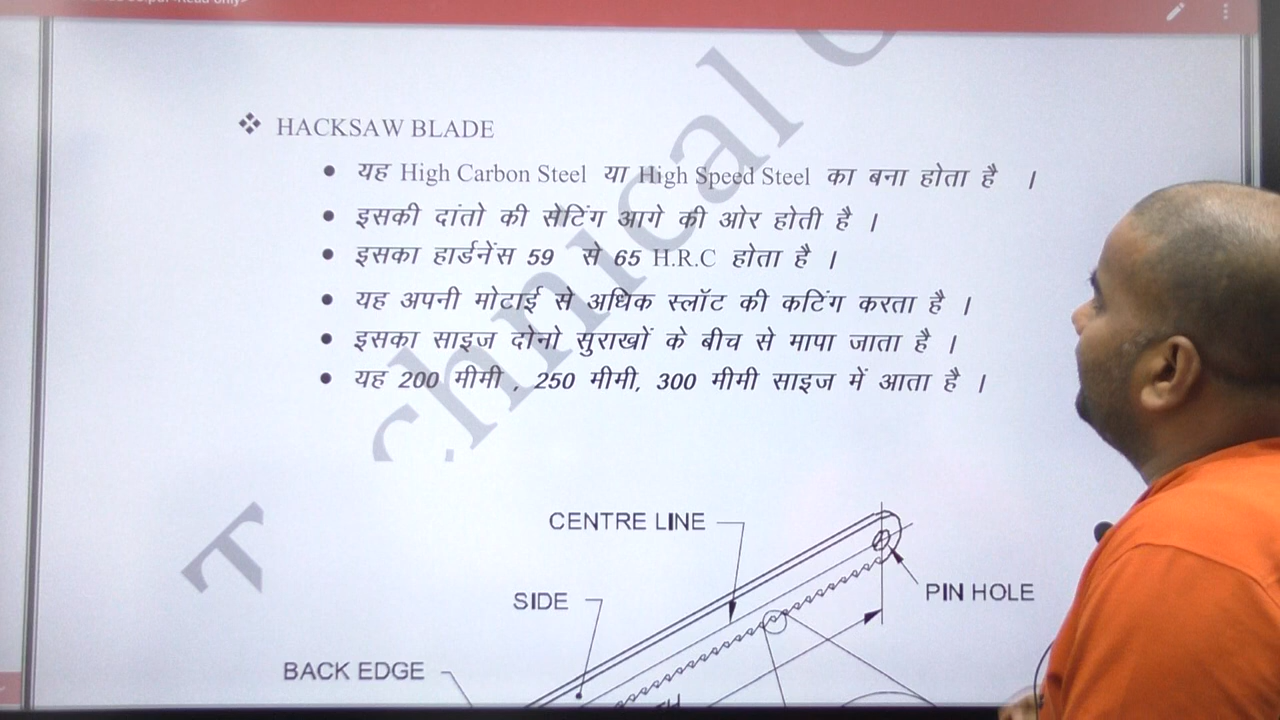 ❖ HACKSAW BLADE
• यह High Carbon Steel या High Speed Steel का बना होता है ।
• इसकी दांतो की सेटिंग आगे की ओर होती है ।
• इसका हार्डनेंस 59 से 65 H.R.C होता है ।
• यह अपनी मोटाई से अधिक स्लॉट की कटिंग करता है ।
• इसका साइज दोनो सुराखों के बीच से मापा जाता है ।
• यह 200 मीमी , 250 मीमी, 300 मीमी साइज में आता है ।
CENTRE LINE
PIN HOLE
SIDE
BACK EDGE